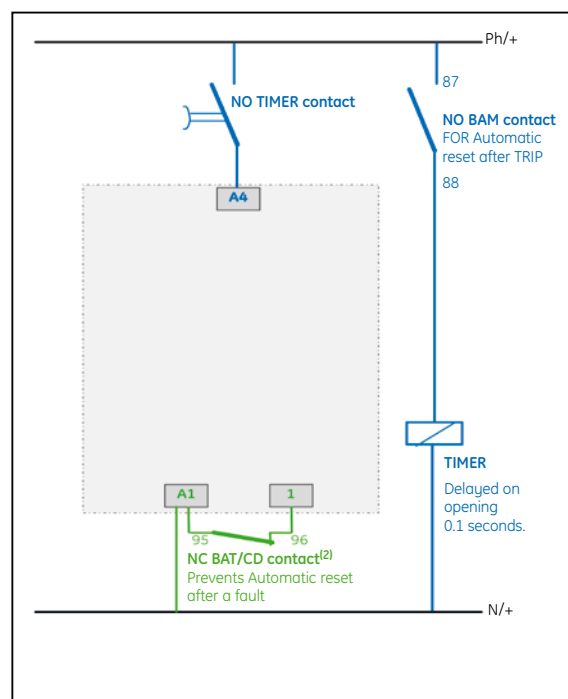 Ph/+
87
NO TIMER contact
NO BAM contact
FOR Automatic
reset after TRIP
88
A4
TIMER
Delayed on
opening
0.1 seconds.
A1
1
95
96
NC BAT/CD contact(2)
Prevents Automatic reset
after a fault
N/+